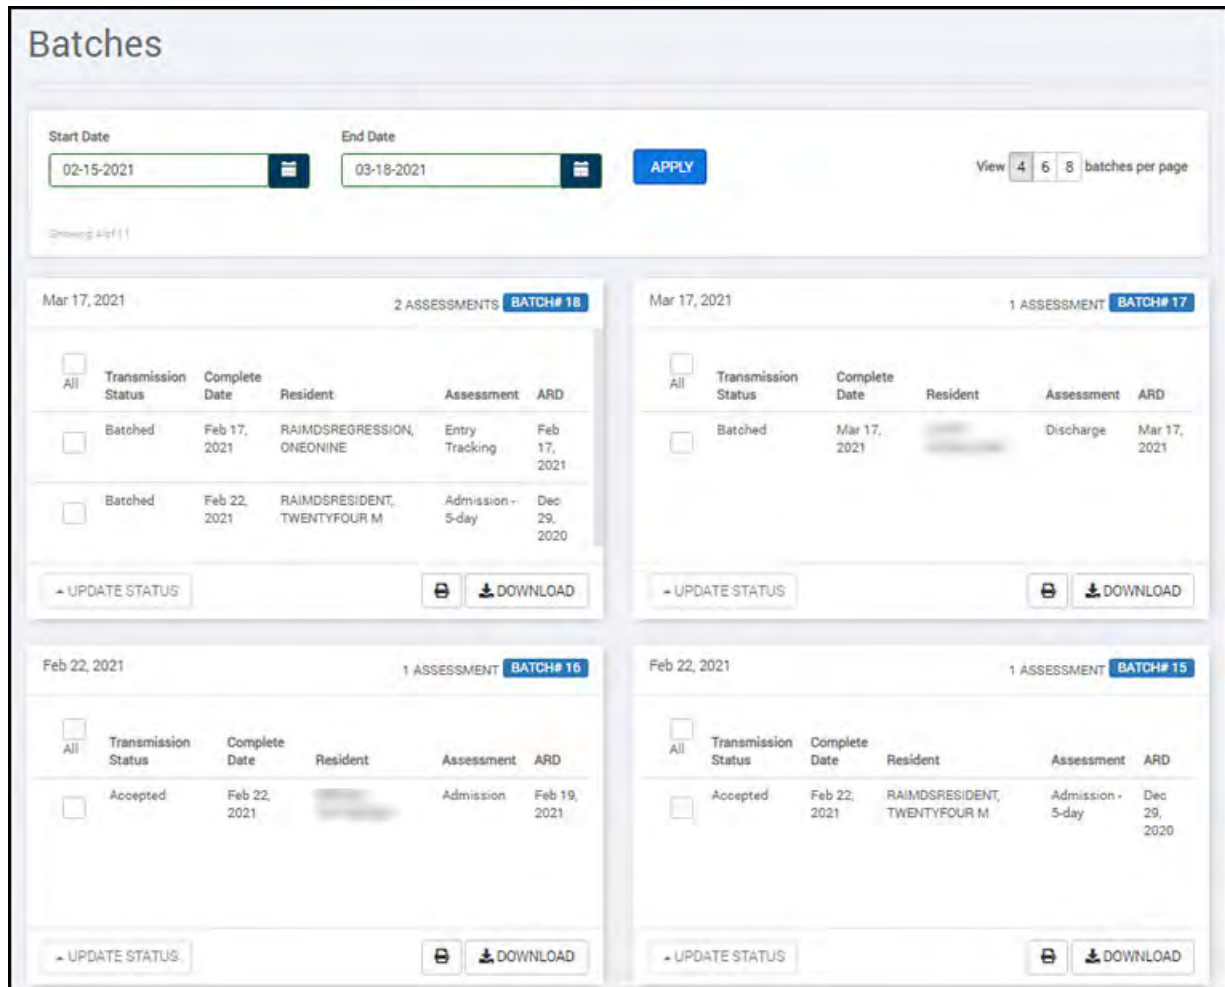 Batches
Start Date
End Date
02-15-2021
03-18-2021
APPLY
View 4 6 8 batches per page
Showing 4 of 11
Mar 17, 2021
2 ASSESSMENTS BATCH# 18
All
Transmission Status
Complete Date
Resident
Assessment
ARD
Batched
Feb 17, 2021
RAIMDSREGRESSION, ONEONINE
Entry Tracking
Feb 17, 2021
Batched
Feb 22, 2021
RAIMDSRESIDENT, TWENTYFOUR M
Admission - 5-day
Dec 29, 2020
UPDATE STATUS
DOWNLOAD
Mar 17, 2021
1 ASSESSMENT BATCH# 17
All
Transmission Status
Complete Date
Resident
Assessment
ARD
Batched
Mar 17, 2021
Discharge
Mar 17, 2021
UPDATE STATUS
DOWNLOAD
Feb 22, 2021
1 ASSESSMENT BATCH# 16
All
Transmission Status
Complete Date
Resident
Assessment
ARD
Accepted
Feb 22, 2021
Admission
Feb 19, 2021
UPDATE STATUS
DOWNLOAD
Feb 22, 2021
1 ASSESSMENT BATCH# 15
All
Transmission Status
Complete Date
Resident
Assessment
ARD
Accepted
Feb 22, 2021
RAIMDSRESIDENT, TWENTYFOUR M
Admission - 5-day
Dec 29, 2020
UPDATE STATUS
DOWNLOAD